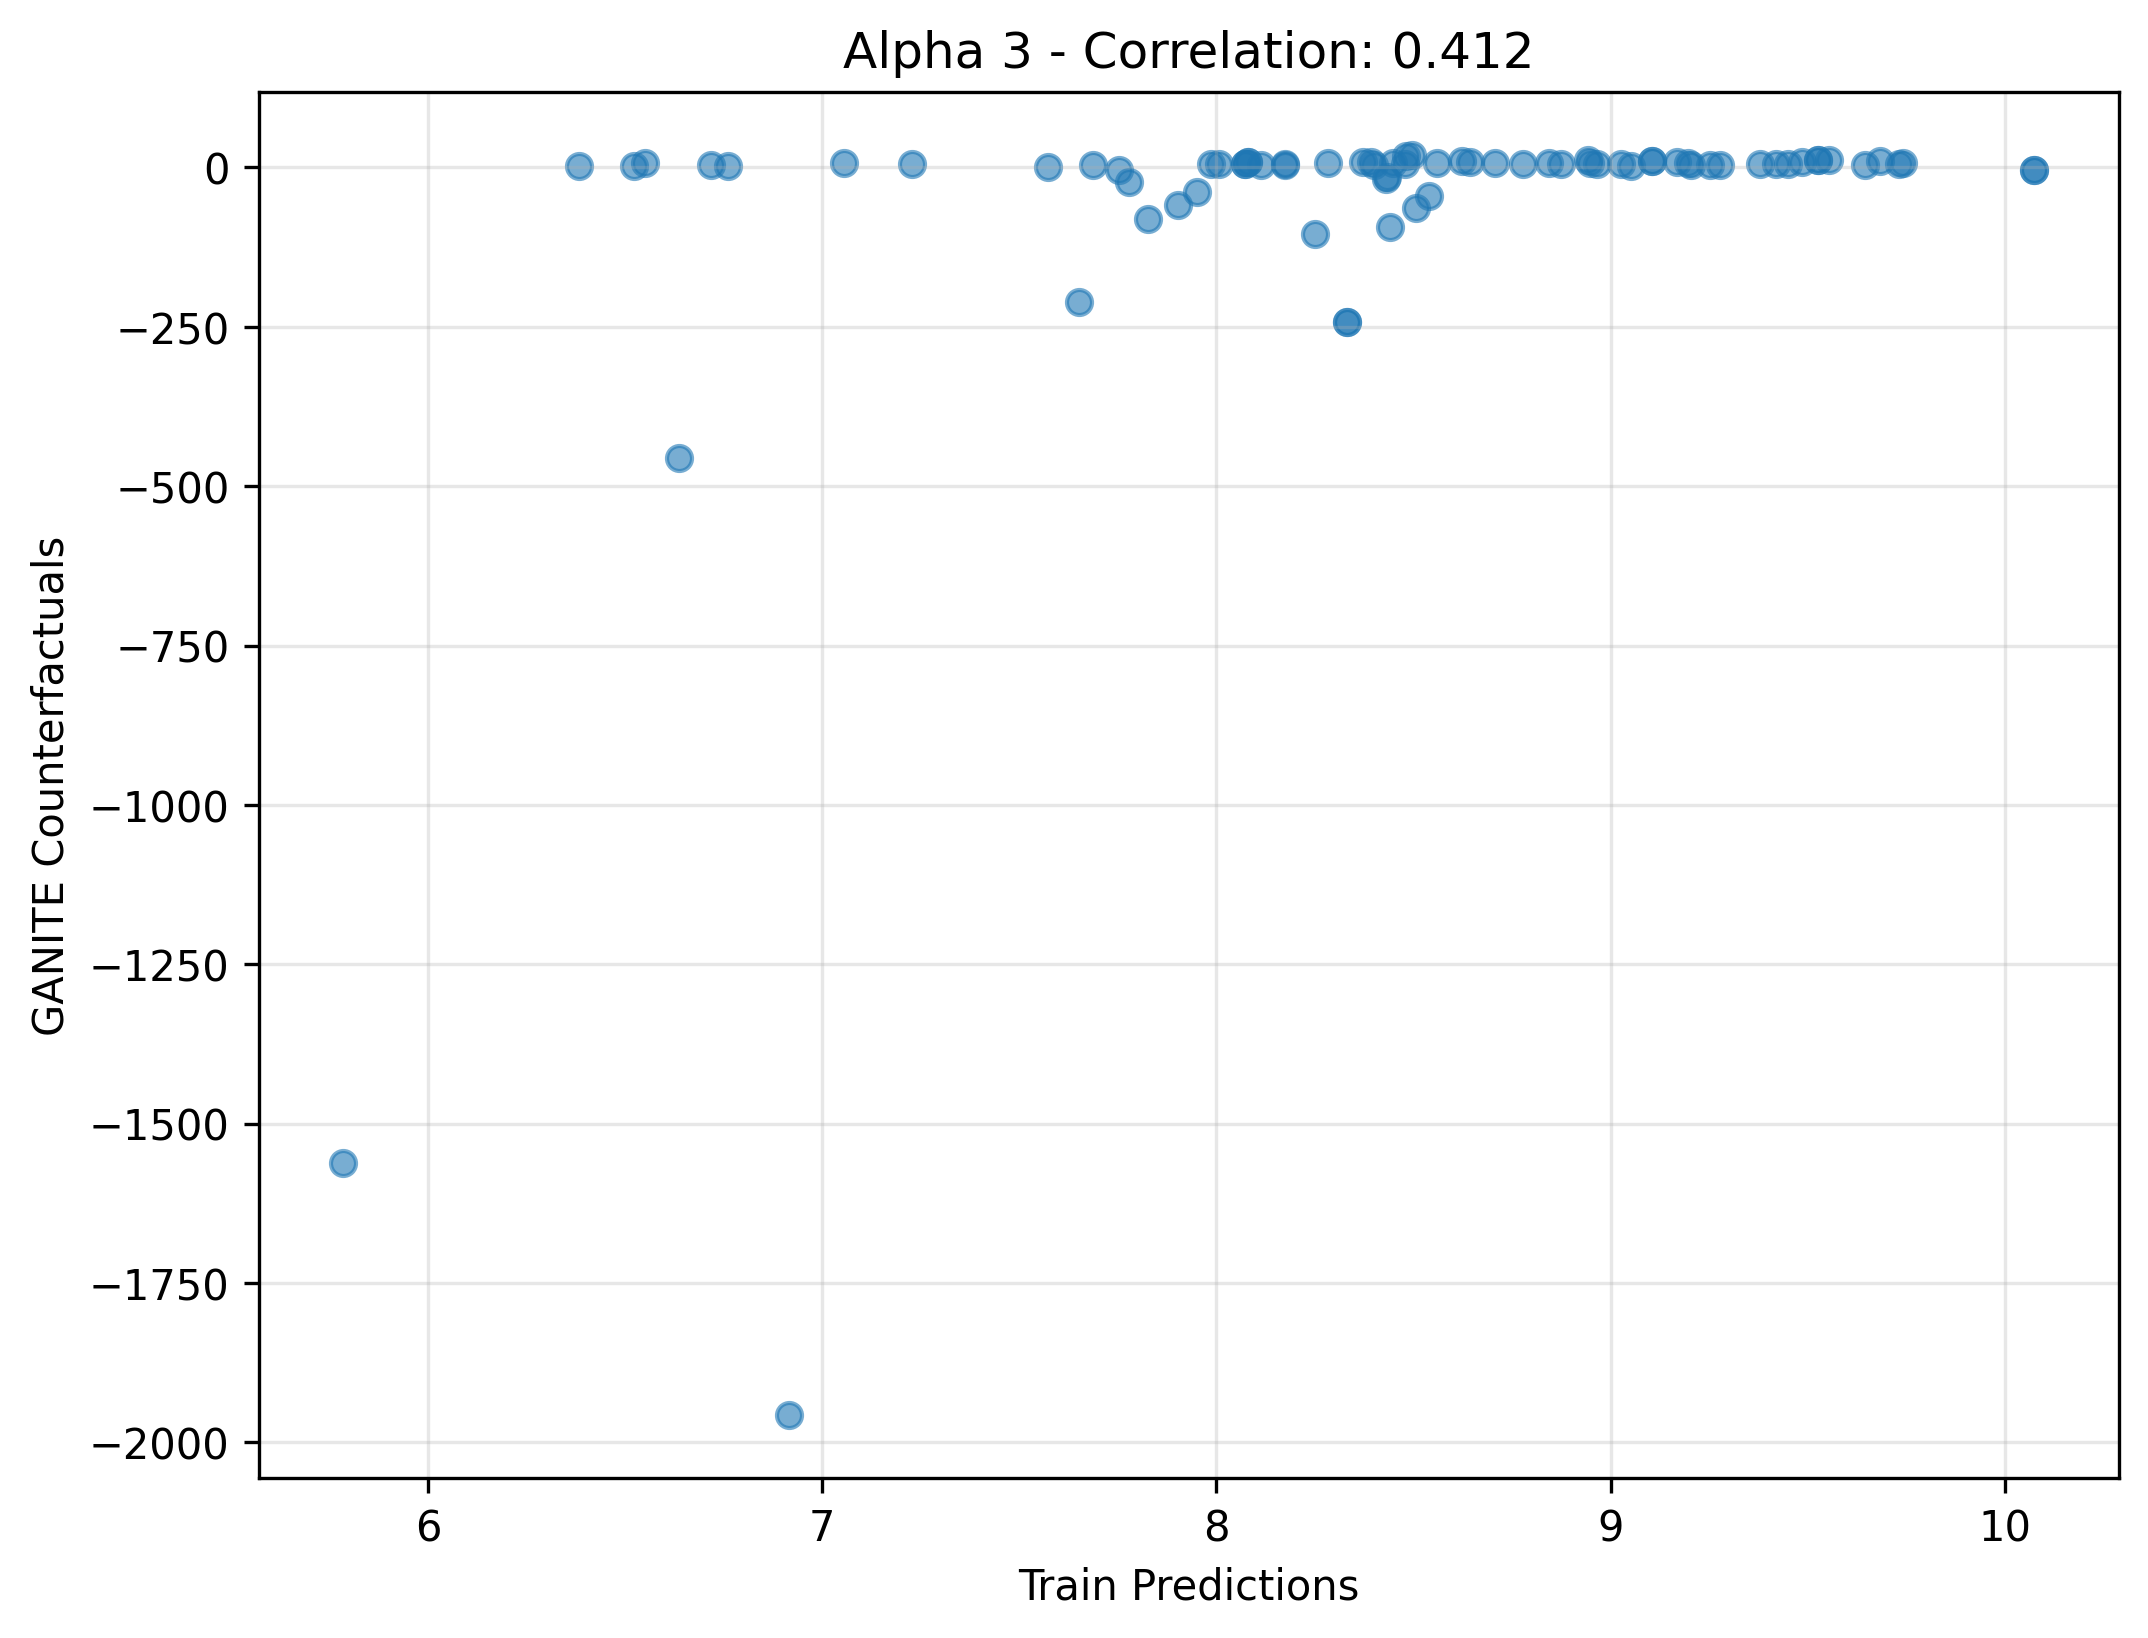 Alpha 3 - Correlation: 0.412
0
−250
−500
−750
−1000
−1250
−1500
−1750
−2000
GANITE Counterfactuals
6 7 8 9 10
Train Predictions